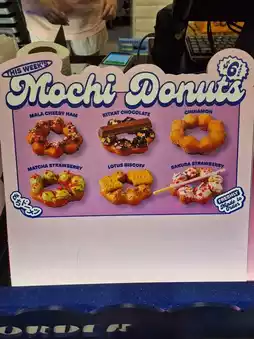 THIS WEEK'S
$6
Mochi Donuts
MALA CHEESY HAM
KITKAT CHOCOLATE
CINNAMON
MATCHA STRAWBERRY
LOTUS BISCOFF
SAKURA STRAWBERRY